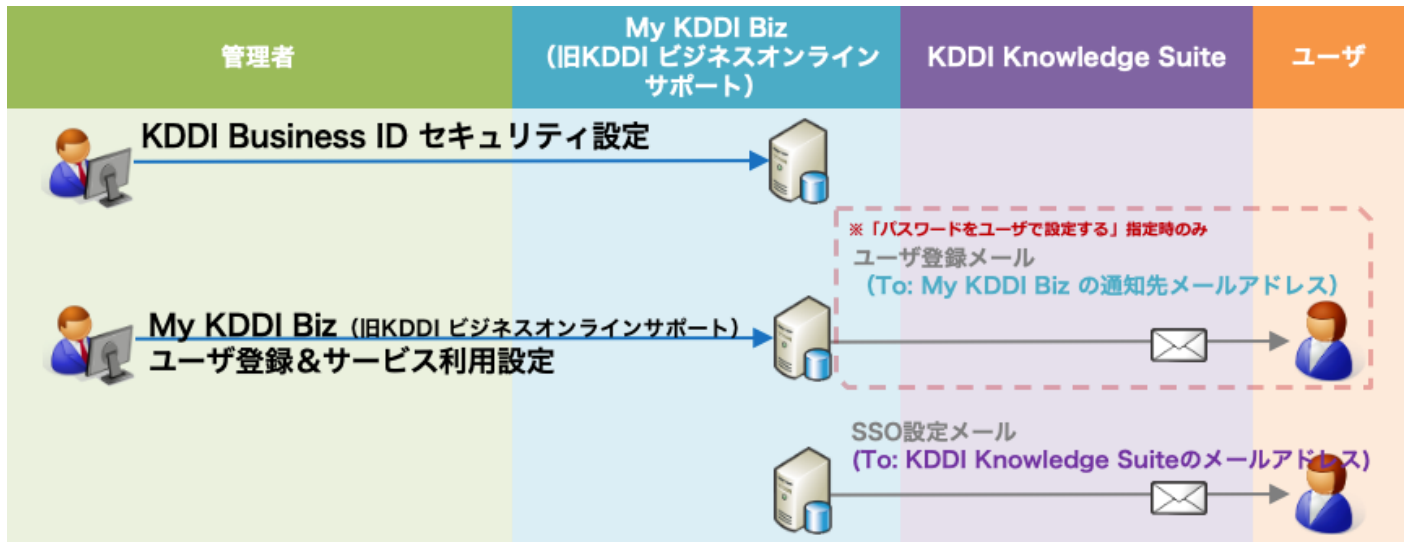 管理者
My KDDI Biz
（旧KDDI ビジネスオンライン
サポート）
KDDI Knowledge Suite
ユーザ
KDDI Business ID セキュリティ設定
※「パスワードをユーザで設定する」指定時のみ
ユーザ登録メール
（To: My KDDI Biz の通知先メールアドレス）
My KDDI Biz（旧KDDI ビジネスオンラインサポート）
ユーザ登録＆サービス利用設定
SSO設定メール
(To: KDDI Knowledge Suiteのメールアドレス)